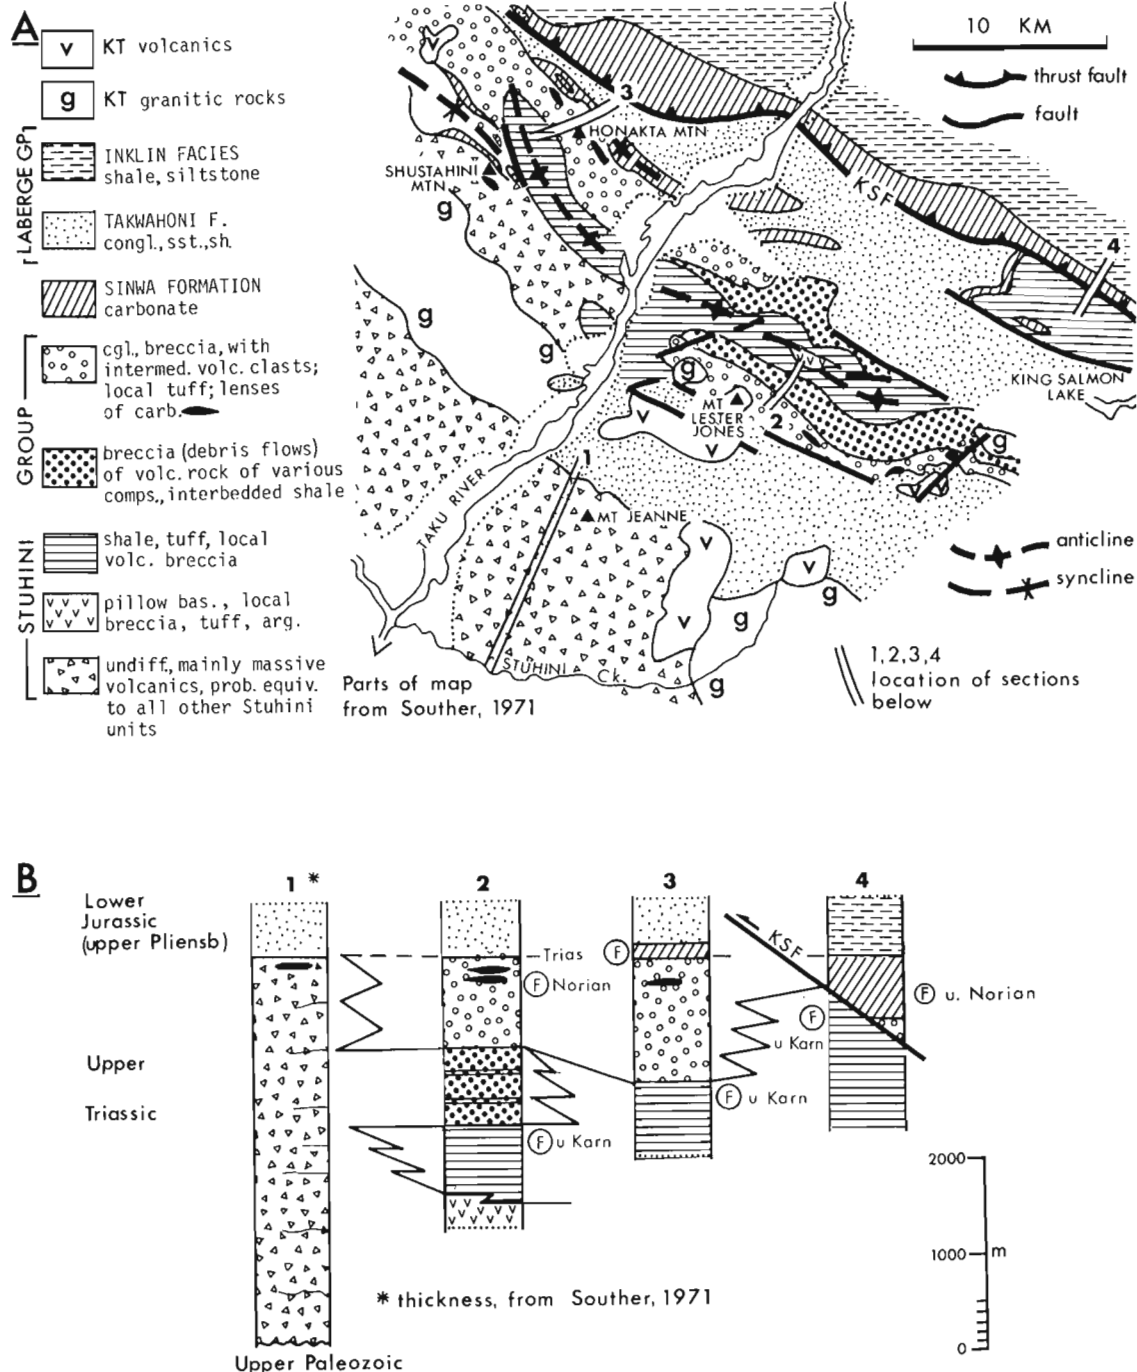 A
v KT volcanics
g KT granitic rocks
LABERGE GP
INKLIN FACIES
shale, siltstone
TAKWAHONI F.
congl., sst., sh.
SINWA FORMATION
carbonate
STUHINI GROUP
cgl., breccia, with
intermed. volc. clasts;
local tuff; lenses
of carb.
breccia (debris flows)
of volc. rock of various
comps., interbedded shale
shale, tuff, local
volc. breccia
pillow bas., local
breccia, tuff, arg.
undiff, mainly massive
volcanics, prob. equiv.
to all other Stuhini
units
10 KM
thrust fault
fault
v
3
HONAKTA MTN
SHUSTAHINI
MTN.
g
KSF
4
g
g
g
KING SALMON
LAKE
MT
LESTER
JONES
2
v
v
g
v v
1
TAKU RIVER
MT JEANNE
v
v
g
v
g
g
STUHINI Ck.
anticline
syncline
1,2,3,4
location of sections
below
Parts of map
from Souther, 1971
B
1 *
2
3
4
Lower
Jurassic
(upper Pliensb)
KSF
Trias
F
F Norian
F u. Norian
F
u Karn
Upper
Triassic
F u Karn
F u Karn
2000
1000 m
0
* thickness, from Souther, 1971
Upper Paleozoic